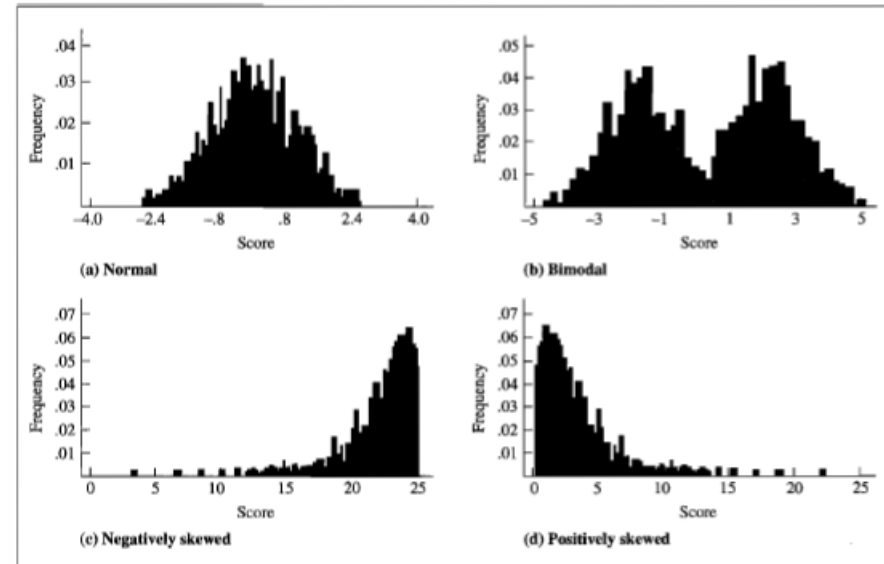 .04
.03
.02
.01
Frequency
–4.0 –2.4 –.8 .8 2.4 4.0
Score
(a) Normal
.05
.04
.03
.02
.01
Frequency
–5 –3 –1 1 3 5
Score
(b) Bimodal
.07
.06
.05
.04
.03
.02
.01
Frequency
0 5 10 15 20 25
Score
(c) Negatively skewed
.07
.06
.05
.04
.03
.02
.01
Frequency
0 5 10 15 20 25
Score
(d) Positively skewed